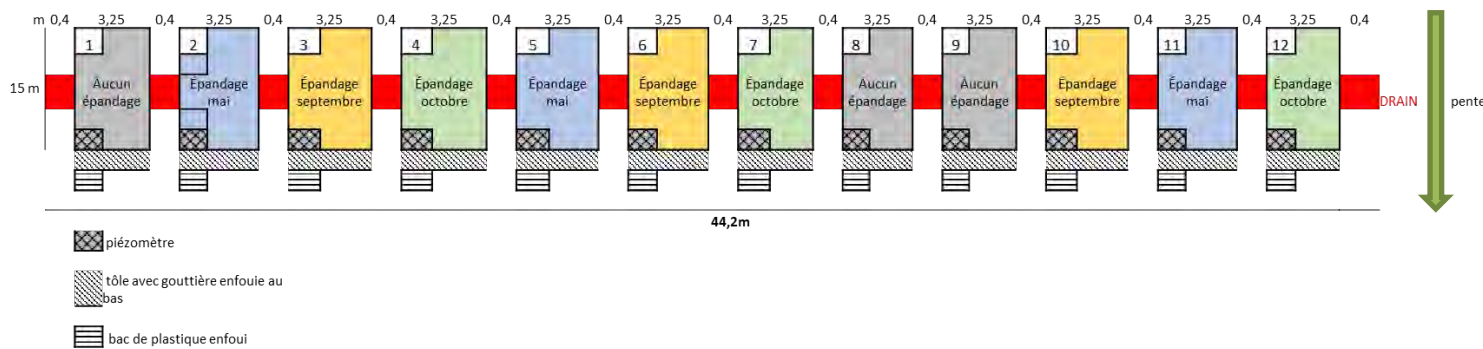 m 0,4 3,25 0,4 3,25 0,4 3,25 0,4 3,25 0,4 3,25 0,4 3,25 0,4 3,25 0,4 3,25 0,4 3,25 0,4 3,25 0,4 3,25 0,4 3,25 0,4
1 2 3 4 5 6 7 8 9 10 11 12
15 m
Aucun épandage
Épandage mai
Épandage septembre
Épandage octobre
Épandage mai
Épandage septembre
Épandage octobre
Aucun épandage
Aucun épandage
Épandage septembre
Épandage mai
Épandage octobre
DRAIN
pente
44,2m
piézomètre
tôle avec gouttière enfouie au
bas
bac de plastique enfoui